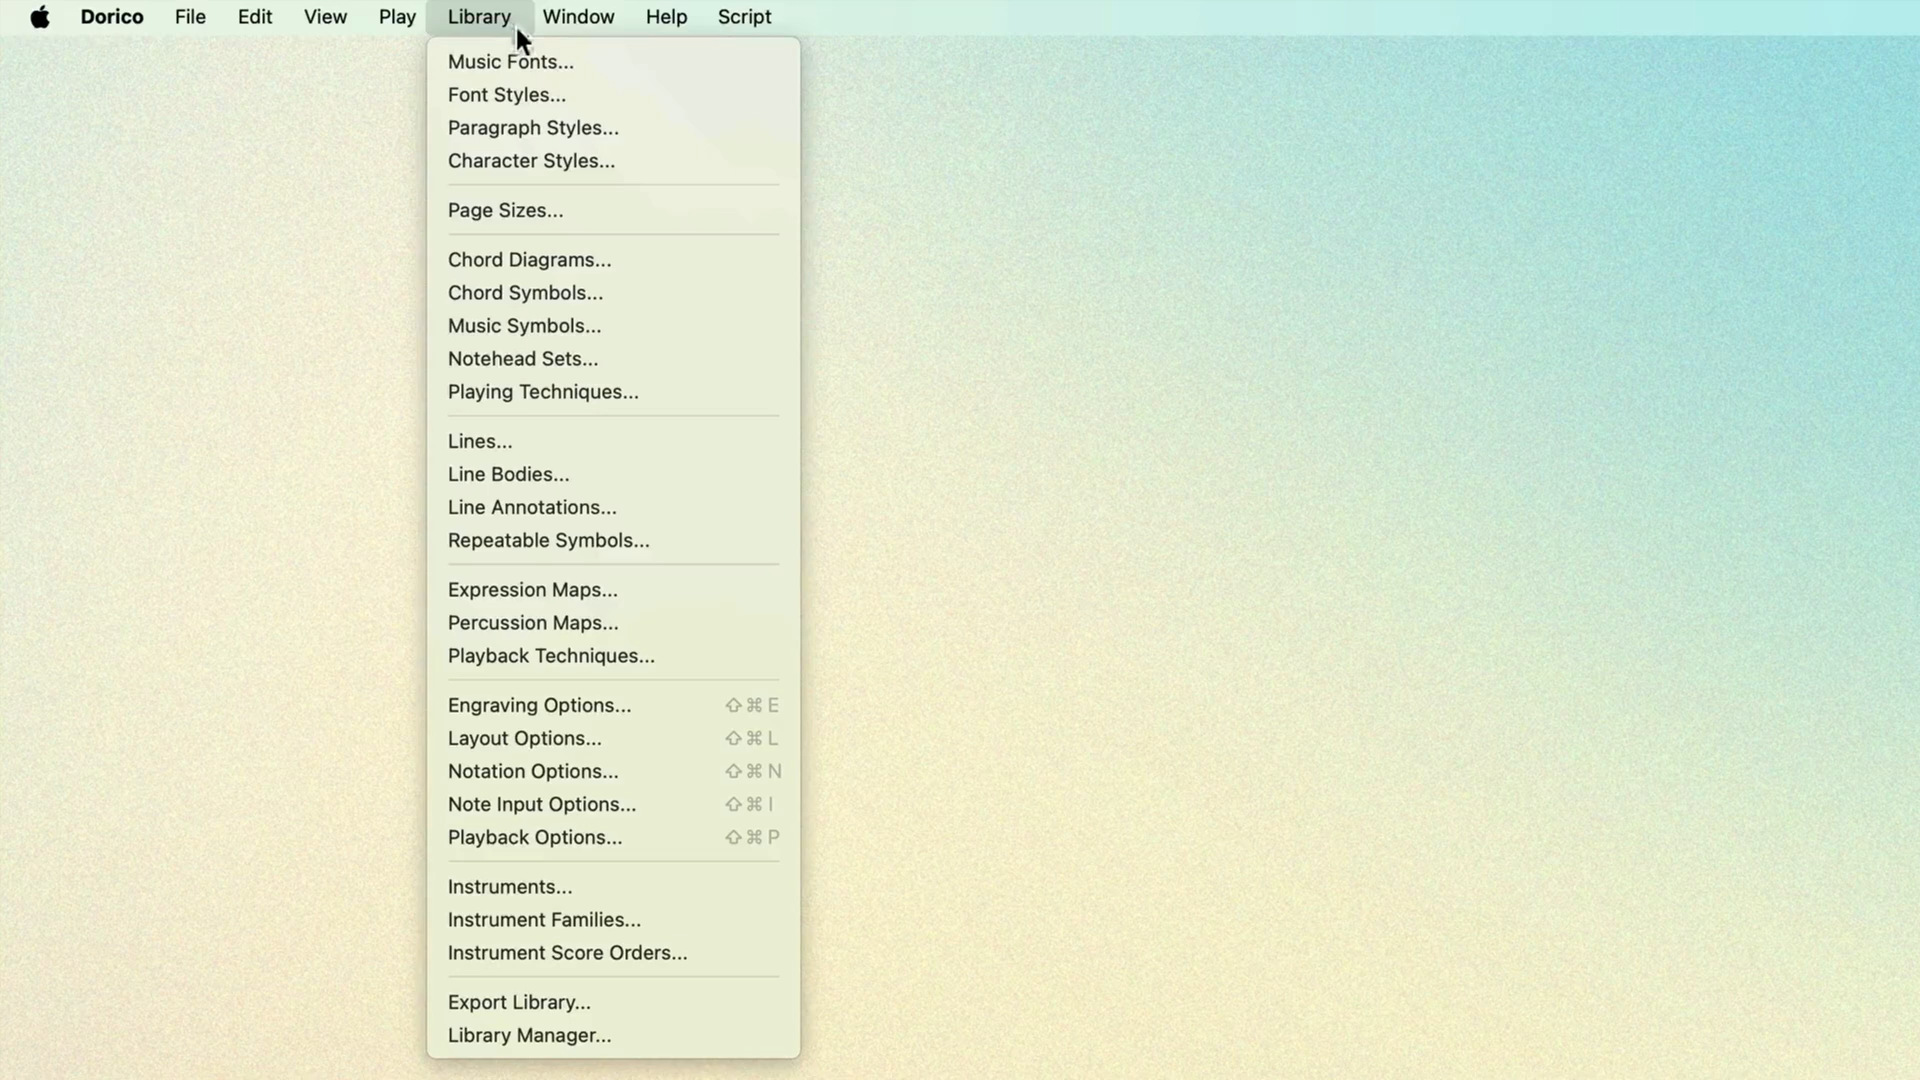 Dorico File Edit View Play Library Window Help Script
Music Fonts...
Font Styles...
Paragraph Styles...
Character Styles...
Page Sizes...
Chord Diagrams...
Chord Symbols...
Music Symbols...
Notehead Sets...
Playing Techniques...
Lines...
Line Bodies...
Line Annotations...
Repeatable Symbols...
Expression Maps...
Percussion Maps...
Playback Techniques...
Engraving Options... ⇧⌘E
Layout Options... ⇧⌘L
Notation Options... ⇧⌘N
Note Input Options... ⇧⌘I
Playback Options... ⇧⌘P
Instruments...
Instrument Families...
Instrument Score Orders...
Export Library...
Library Manager...